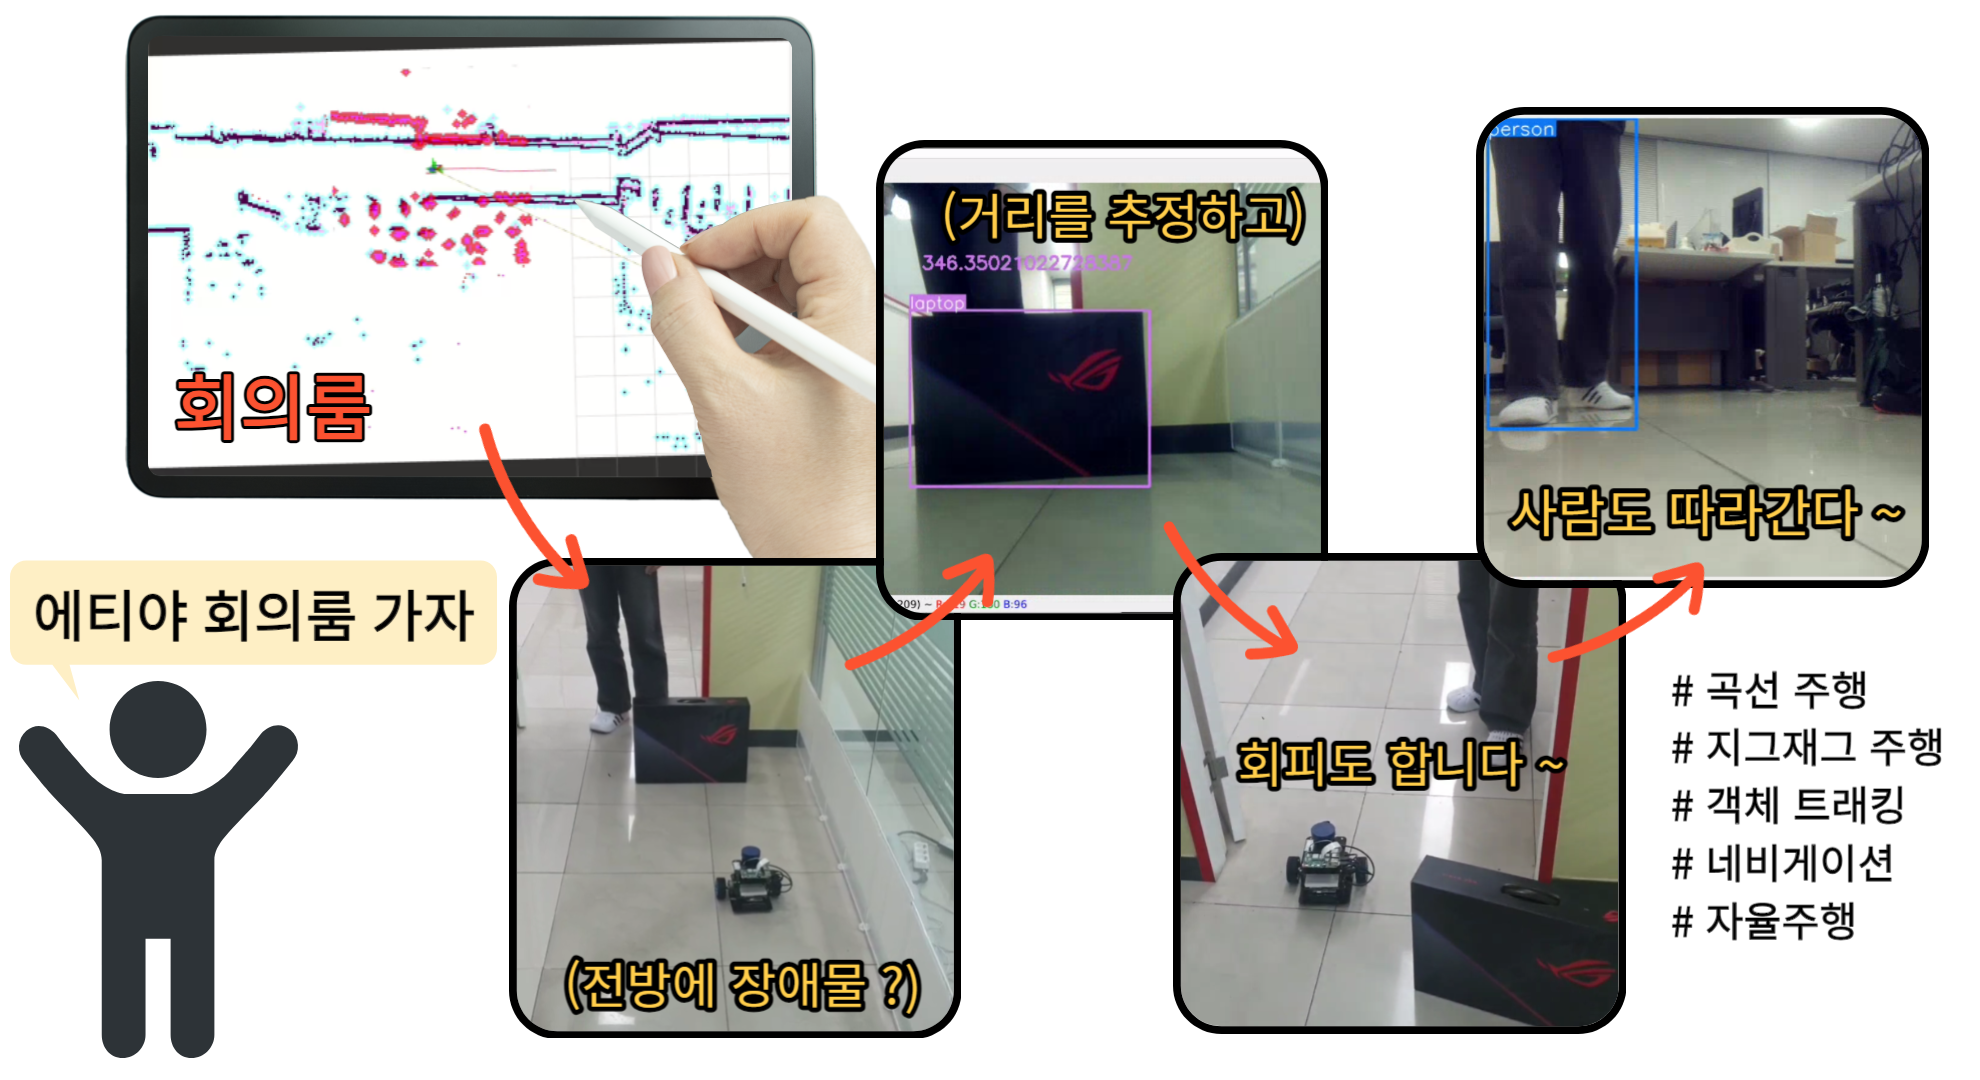 회의룸
에티야 회의룸 가자
(전방에 장애물 ?)
(거리를 추정하고)
346.35021022728387
laptop
209) ~ G: B:96
회피도 합니다 ~
person
사람도 따라간다 ~
# 곡선 주행
# 지그재그 주행
# 객체 트래킹
# 네비게이션
# 자율주행